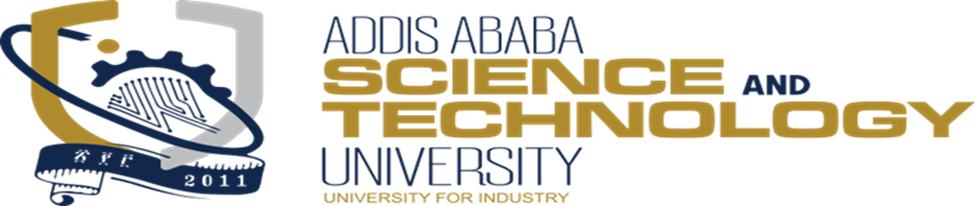 ADDIS ABABA
SCIENCE AND
TECHNOLOGY
UNIVERSITY
UNIVERSITY FOR INDUSTRY
2011